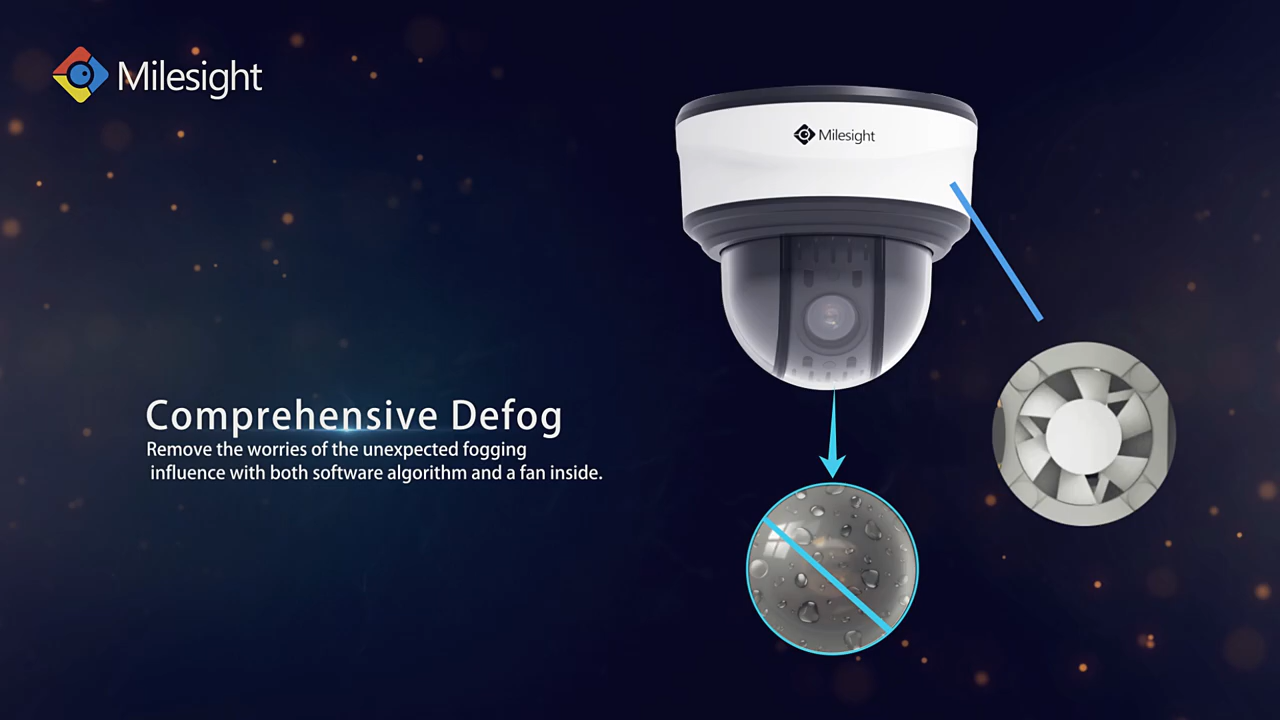 Milesight
Milesight
Comprehensive Defog
Remove the worries of the unexpected fogging
influence with both software algorithm and a fan inside.